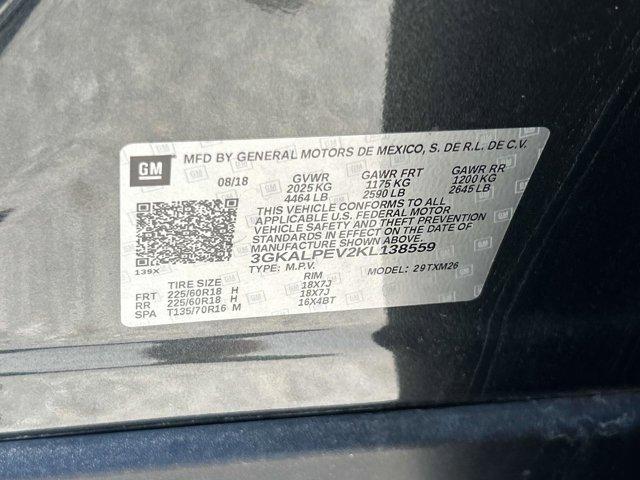 GM
MFD BY GENERAL MOTORS DE MEXICO, S. DE R.L. DE C.V.
08/18 GVWR GAWR FRT GAWR RR
2025 KG 1175 KG 1200 KG
4464 LB 2590 LB 2645 LB
THIS VEHICLE CONFORMS TO ALL
APPLICABLE U.S. FEDERAL MOTOR
VEHICLE SAFETY AND THEFT PREVENTION
STANDARDS IN EFFECT ON THE DATE OF
MANUFACTURE SHOWN ABOVE.
3GKALPEV2KL138559
139X
TYPE: M.P.V. MODEL: 29TXM26
TIRE SIZE RIM
FRT 225/60R18 H 18X7J
RR 225/60R18 H 18X7J
SPA T135/70R16 M 16X4BT